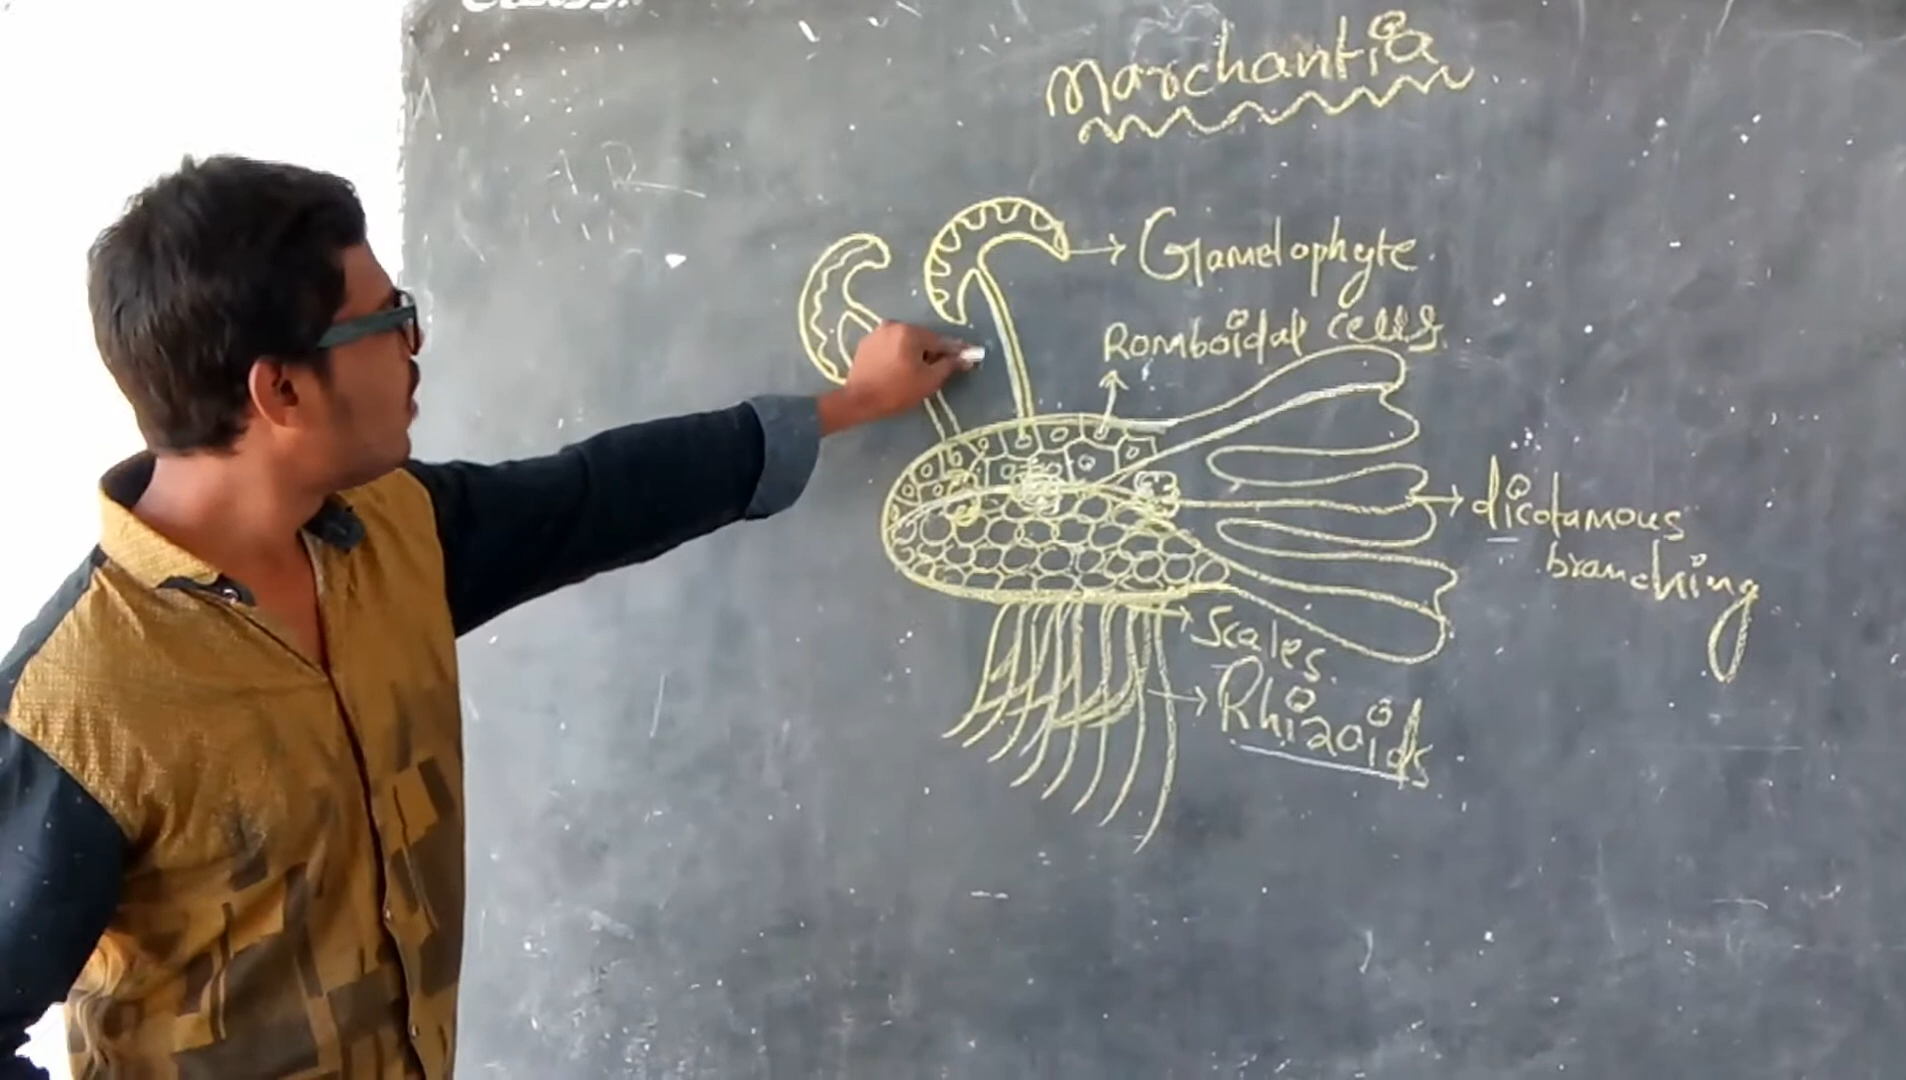 Marchantia
Gametophyte
Romboidal cells.
dicotamous
branching
Scales.
Rhizoids